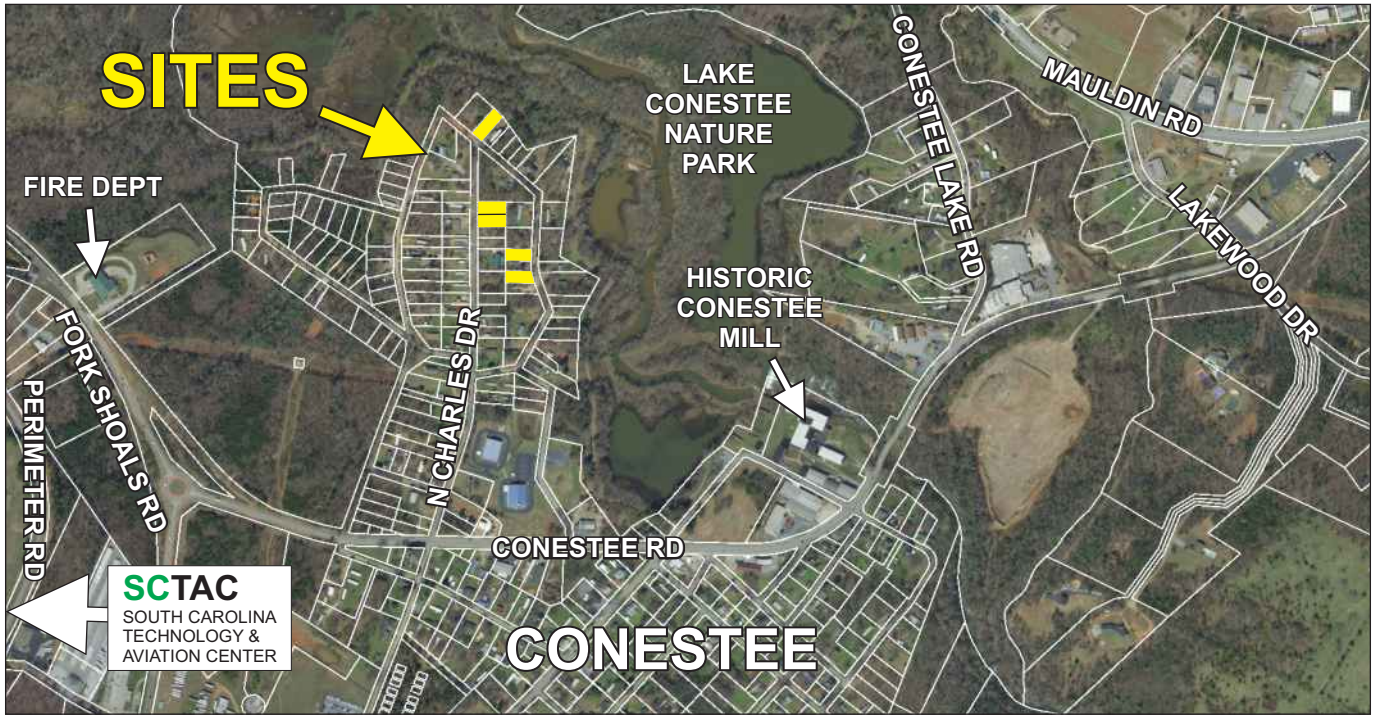 SITES
LAKE
CONESTEE
NATURE
PARK
CONESTEE LAKE RD
MAULDIN RD
FIRE DEPT
LAKEWOOD DR
HISTORIC
CONESTEE
MILL
FORK SHOALS RD
N CHARLES DR
PERIMETER RD
CONESTEE RD
SCTAC
SOUTH CAROLINA
TECHNOLOGY &
AVIATION CENTER
CONESTEE